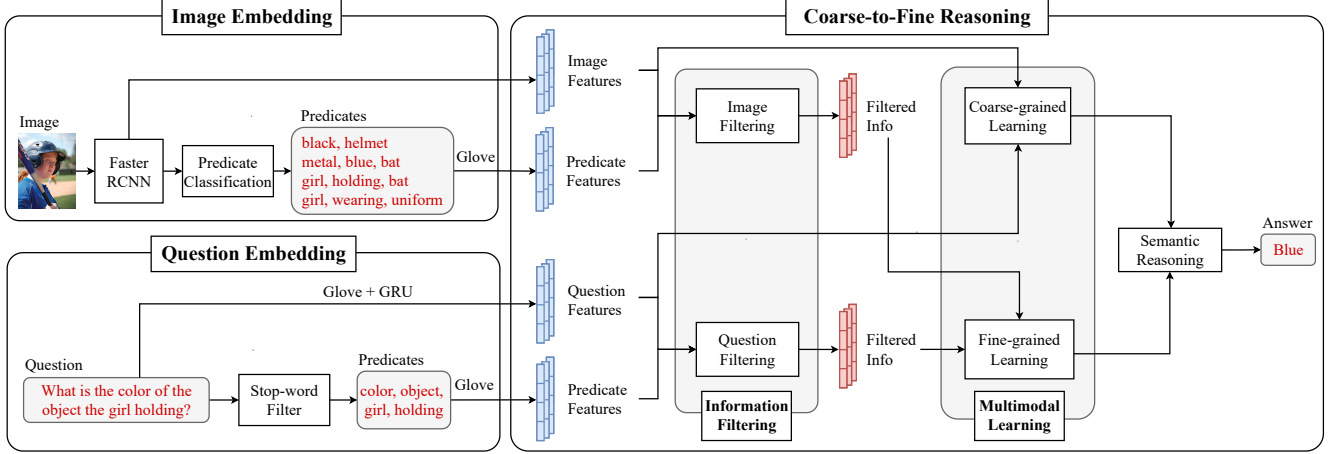 Image Embedding
Coarse-to-Fine Reasoning
Image
Faster
RCNN
Predicate
Classification
Predicates
black, helmet
metal, blue, bat
girl, holding, bat
girl, wearing, uniform
Glove
Image
Features
Predicate
Features
Image
Filtering
Filtered
Info
Coarse-grained
Learning
Question Embedding
Glove + GRU
Question
What is the color of the
object the girl holding?
Stop-word
Filter
Predicates
color, object,
girl, holding
Glove
Question
Features
Predicate
Features
Question
Filtering
Filtered
Info
Fine-grained
Learning
Information
Filtering
Multimodal
Learning
Semantic
Reasoning
Answer
Blue